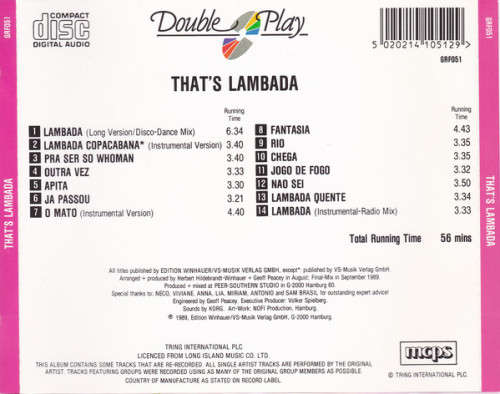 GRF051
COMPACT
disc
DIGITAL AUDIO
Double Play
5 020214 105129 >
GRF051
GRF051
THAT'S LAMBADA
Running
Time
1 LAMBADA (Long Version/Disco-Dance Mix) 6.34
2 LAMBADA COPACABANA* (Instrumental Version) 3.40
3 PRA SER SO WHOMAN 3.40
4 OUTRA VEZ 3.33
5 APITA 3.30
6 JA PASSOU 3.21
7 O MATO (Instrumental Version) 4.40
Running
Time
8 FANTASIA 4.43
9 RIO 3.35
10 CHEGA 3.35
11 JOGO DE FOGO 3.32
12 NAO SEI 3.50
13 LAMBADA QUENTE 3.34
14 LAMBADA (Instrumental-Radio Mix) 3.33
Total Running Time 56 mins
THAT'S LAMBADA
THAT'S LAMBADA
All titles published by EDITION WINHAUER/VS-MUSIK VERLAG GMBH, except* published by VS-Musik Verlag GmbH.
Arranged + produced by Herbert Hildebrandt-Winhauer + Geoff Peacey in August; Final-Mix in September 1989.
Produced + mixed at PEER-SOUTHERN STUDIO in G-2000 Hamburg 60.
Special thanks to: NECO, VIVIANE, ANNA, LIA, MIRIAM, ANTONIO and SAM BRASIL for outstanding expert advice!
Engineered by Geoff Peacey, Executive Producer: Volker Spielberg.
Sounds by KORG. Art-Work: NOFI Production, Hamburg.
℗ 1989, Edition Winhauer/VS-Musik Verlag GmbH, Hamburg.
TRING INTERNATIONAL PLC
LICENCED FROM LONG ISLAND MUSIC CO. LTD.
THIS ALBUM CONTAINS SOME TRACKS THAT ARE RE-RECORDED ALL SINGLE ARTIST TRACKS ARE PERFORMED BY THE ORIGINAL
ARTIST. TRACKS FEATURING GROUPS WERE RECORDED USING AS MANY OF THE ORIGINAL GROUP MEMBERS AS POSSIBLE.
COUNTRY OF MANUFACTURE AS STATED ON RECORD LABEL.
mcps
© TRING INTERNATIONAL PLC